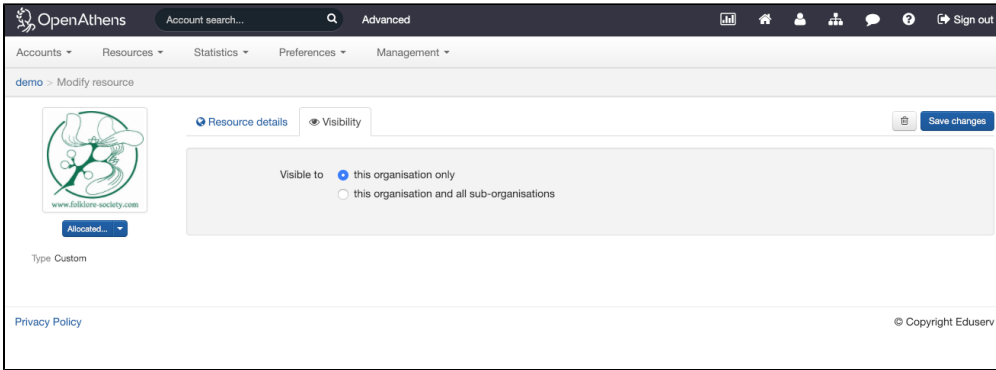 OpenAthens
Account search...
Advanced
Sign out
Accounts
Resources
Statistics
Preferences
Management
demo > Modify resource
www.folklore-society.com
Allocated...
Type Custom
Resource details
Visibility
Save changes
Visible to
this organisation only
this organisation and all sub-organisations
Privacy Policy
© Copyright Eduserv